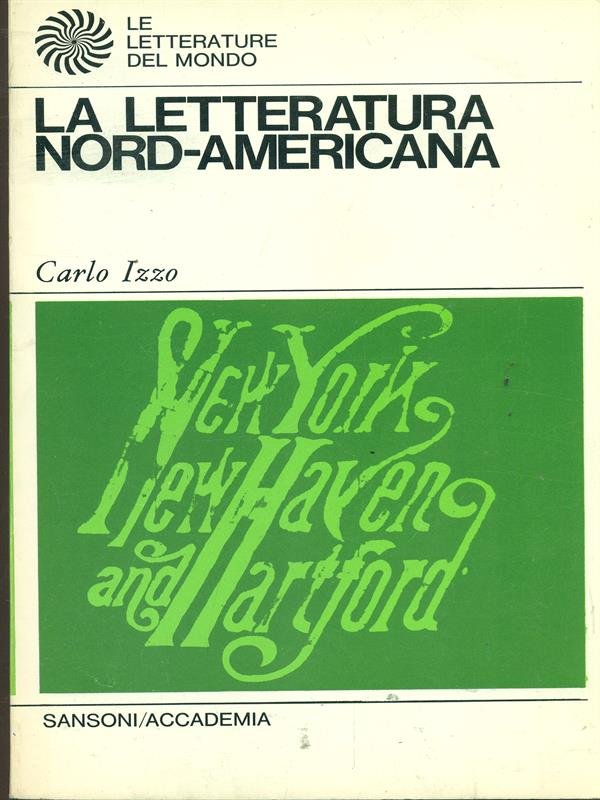 LE
LETTERATURE
DEL MONDO
LA LETTERATURA
NORD-AMERICANA
Carlo Izzo
New York,
New Haven
and Hartford
SANSONI/ACCADEMIA